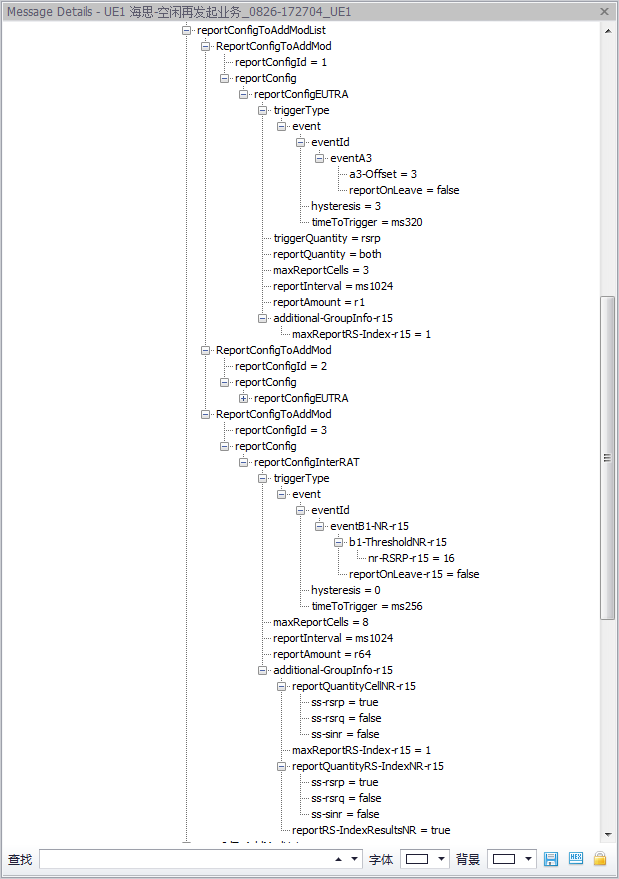 Message Details - UE1 海思-空闲再发起业务_0826-172704_UE1
reportConfigToAddModList
ReportConfigToAddMod
reportConfigId = 1
reportConfig
reportConfigEUTRA
triggerType
event
eventId
eventA3
a3-Offset = 3
reportOnLeave = false
hysteresis = 3
timeToTrigger = ms320
triggerQuantity = rsrp
reportQuantity = both
maxReportCells = 3
reportInterval = ms1024
reportAmount = r1
additional-GroupInfo-r15
maxReportRS-Index-r15 = 1
ReportConfigToAddMod
reportConfigId = 2
reportConfig
reportConfigEUTRA
ReportConfigToAddMod
reportConfigId = 3
reportConfig
reportConfigInterRAT
triggerType
event
eventId
eventB1-NR-r15
b1-ThresholdNR-r15
nr-RSRP-r15 = 16
reportOnLeave-r15 = false
hysteresis = 0
timeToTrigger = ms256
maxReportCells = 8
reportInterval = ms1024
reportAmount = r64
additional-GroupInfo-r15
reportQuantityCellNR-r15
ss-rsrp = true
ss-rsrq = false
ss-sinr = false
maxReportRS-Index-r15 = 1
reportQuantityRS-IndexNR-r15
ss-rsrp = true
ss-rsrq = false
ss-sinr = false
reportRS-IndexResultsNR = true
查找 字体 背景 HEX